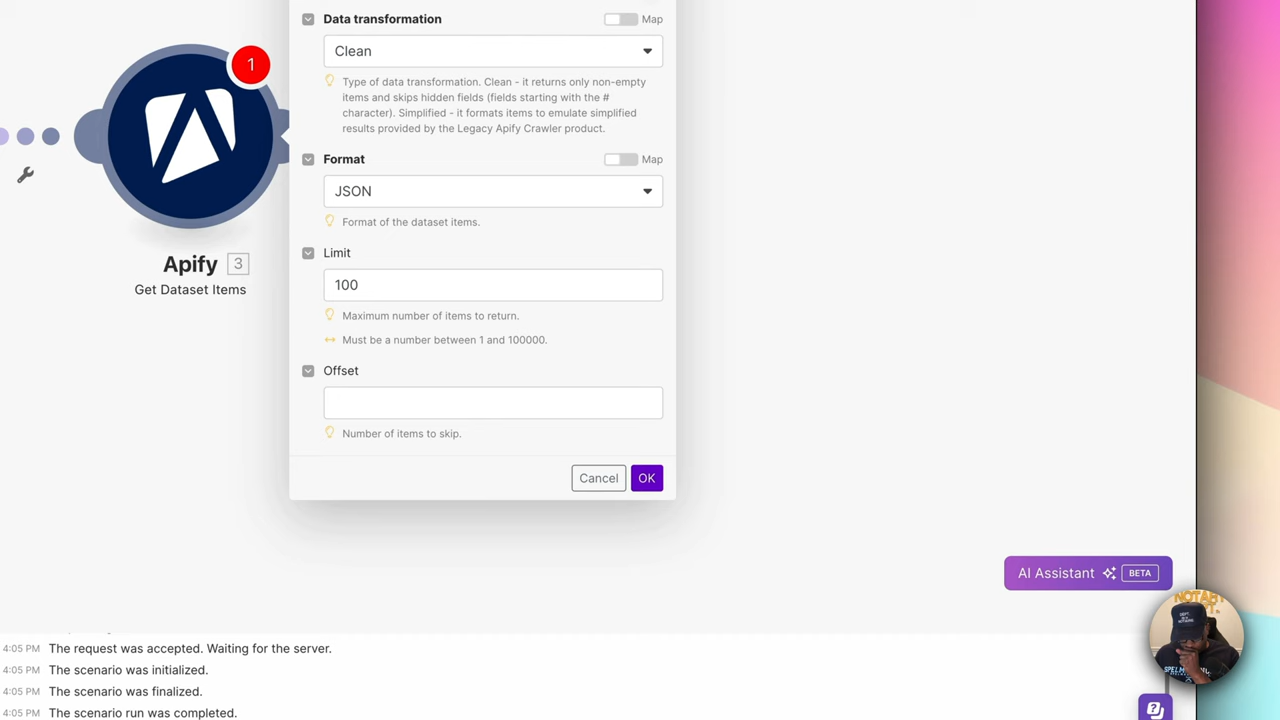 Data transformation
Map
Clean
Type of data transformation. Clean - it returns only non-empty
items and skips hidden fields (fields starting with the #
character). Simplified - it formats items to emulate simplified
results provided by the Legacy Apify Crawler product.
Format
Map
JSON
Format of the dataset items.
Limit
100
Maximum number of items to return.
Must be a number between 1 and 100000.
Offset
Number of items to skip.
Cancel
OK
1
Apify 3
Get Dataset Items
AI Assistant BETA
4:05 PM The request was accepted. Waiting for the server.
4:05 PM The scenario was initialized.
4:05 PM The scenario was finalized.
4:05 PM The scenario run was completed.